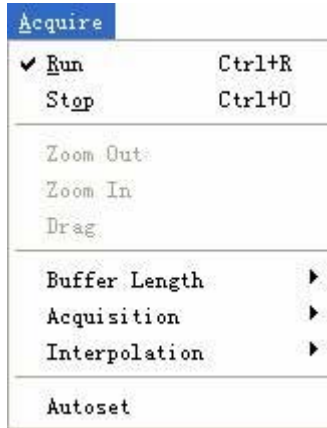 Acquire
Run Ctrl+R
Stop Ctrl+O
Zoom Out
Zoom In
Drag
Buffer Length
Acquisition
Interpolation
Autoset